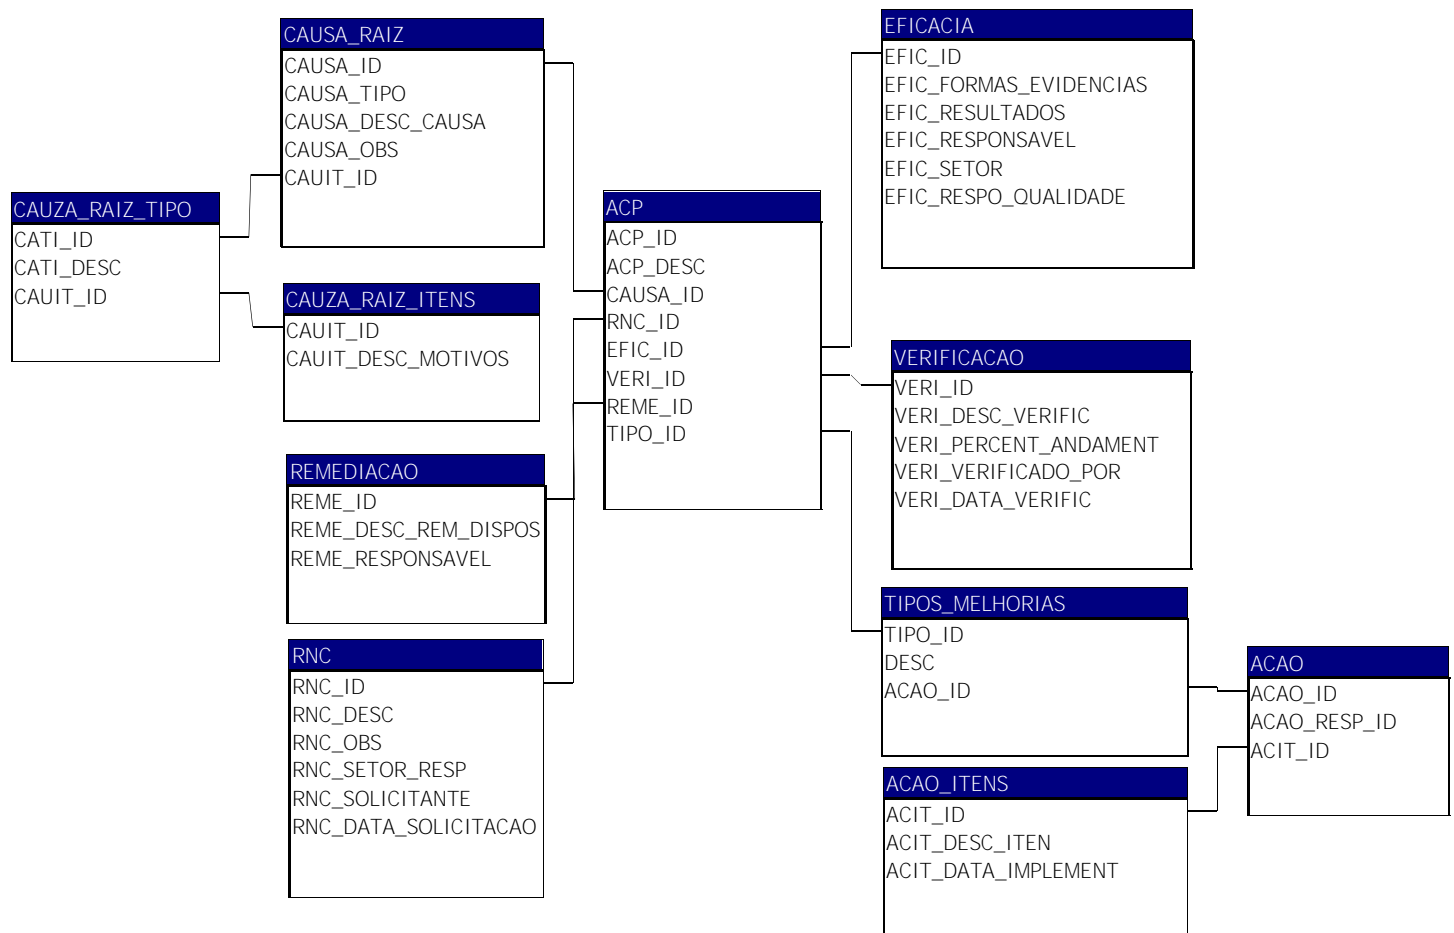 CAUSA_RAIZ
CAUSA_ID
CAUSA_TIPO
CAUSA_DESC_CAUSA
CAUSA_OBS
CAUIT_ID
EFICACIA
EFIC_ID
EFIC_FORMAS_EVIDENCIAS
EFIC_RESULTADOS
EFIC_RESPONSAVEL
EFIC_SETOR
EFIC_RESPO_QUALIDADE
CAUZA_RAIZ_TIPO
CATI_ID
CATI_DESC
CAUIT_ID
ACP
ACP_ID
ACP_DESC
CAUSA_ID
RNC_ID
EFIC_ID
VERI_ID
REME_ID
TIPO_ID
CAUZA_RAIZ_ITENS
CAUIT_ID
CAUIT_DESC_MOTIVOS
VERIFICACAO
VERI_ID
VERI_DESC_VERIFIC
VERI_PERCENT_ANDAMENT
VERI_VERIFICADO_POR
VERI_DATA_VERIFIC
REMEDIACAO
REME_ID
REME_DESC_REM_DISPOS
REME_RESPONSAVEL
TIPOS_MELHORIAS
TIPO_ID
DESC
ACAO_ID
RNC
RNC_ID
RNC_DESC
RNC_OBS
RNC_SETOR_RESP
RNC_SOLICITANTE
RNC_DATA_SOLICITACAO
ACAO
ACAO_ID
ACAO_RESP_ID
ACIT_ID
ACAO_ITENS
ACIT_ID
ACIT_DESC_ITEN
ACIT_DATA_IMPLEMENT